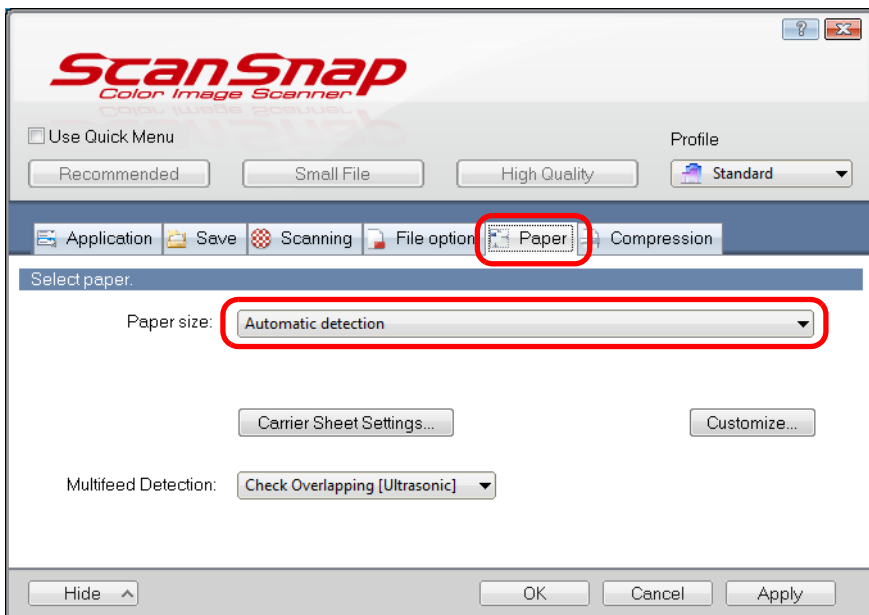 ScanSnap
Color Image Scanner
Use Quick Menu
Profile
Recommended Small File High Quality Standard
Application Save Scanning File option Paper Compression
Select paper.
Paper size: Automatic detection
Carrier Sheet Settings... Customize...
Multifeed Detection: Check Overlapping [Ultrasonic]
Hide OK Cancel Apply